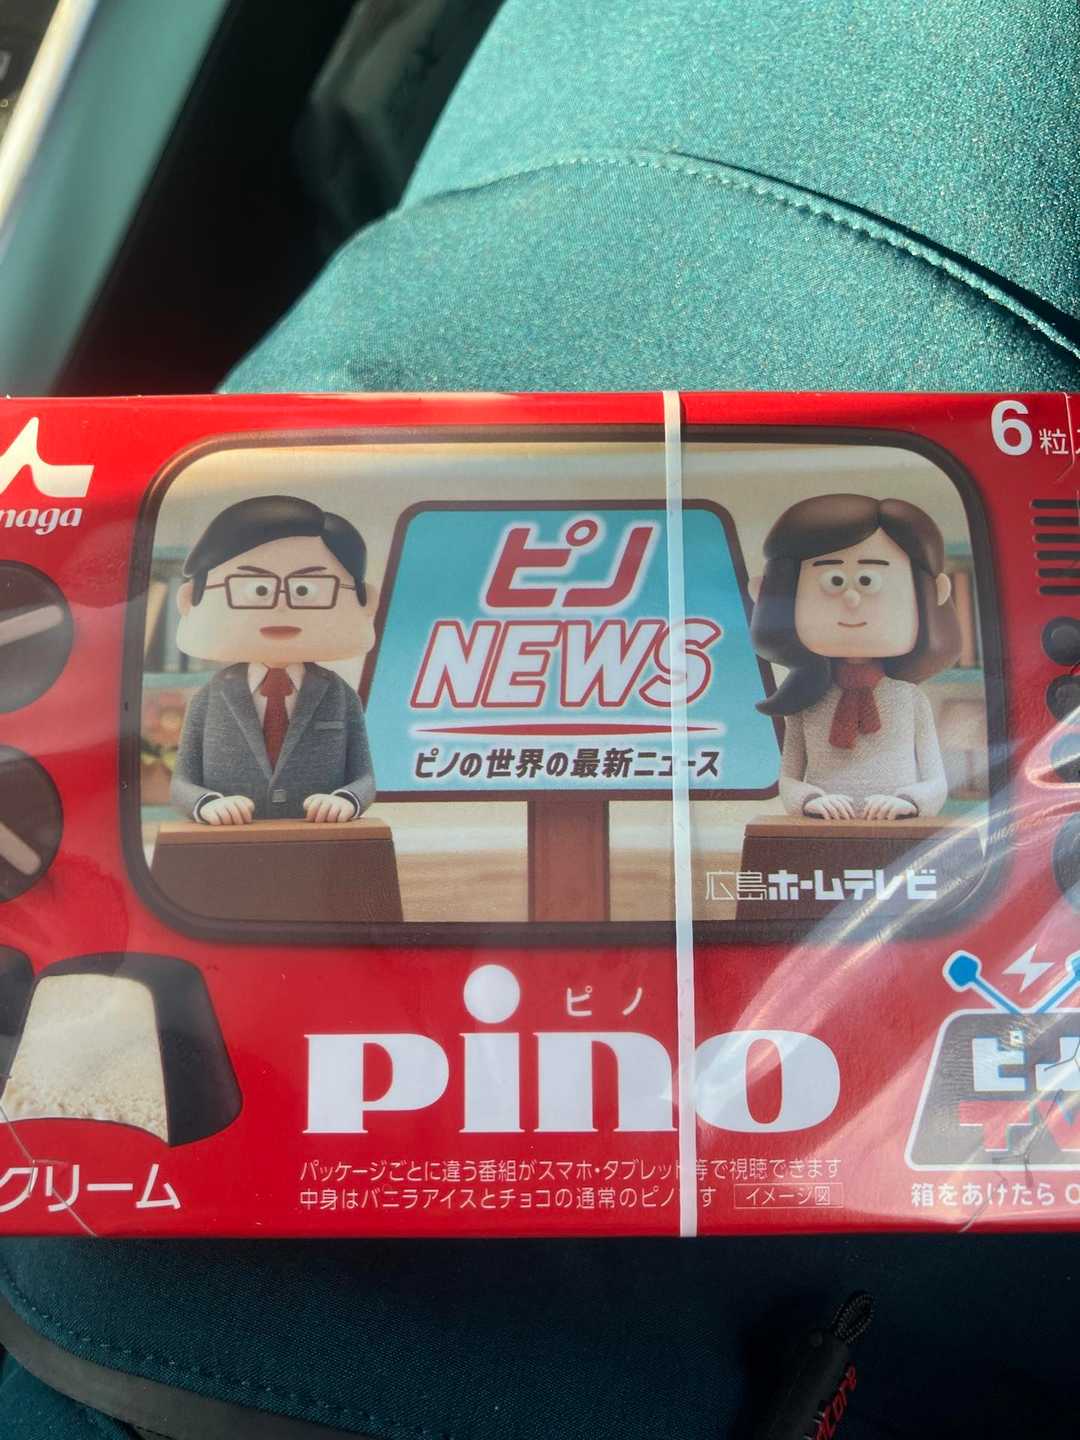 naga
6粒
ピノ
NEWS
ピノの世界の最新ニュース
広島ホームテレビ
ピノ
pino
ピノ
TV
クリーム
パッケージごとに違う番組がスマホ・タブレット等で視聴できます
中身はバニラアイスとチョコの通常のピノです イメージ図
箱をあけたら